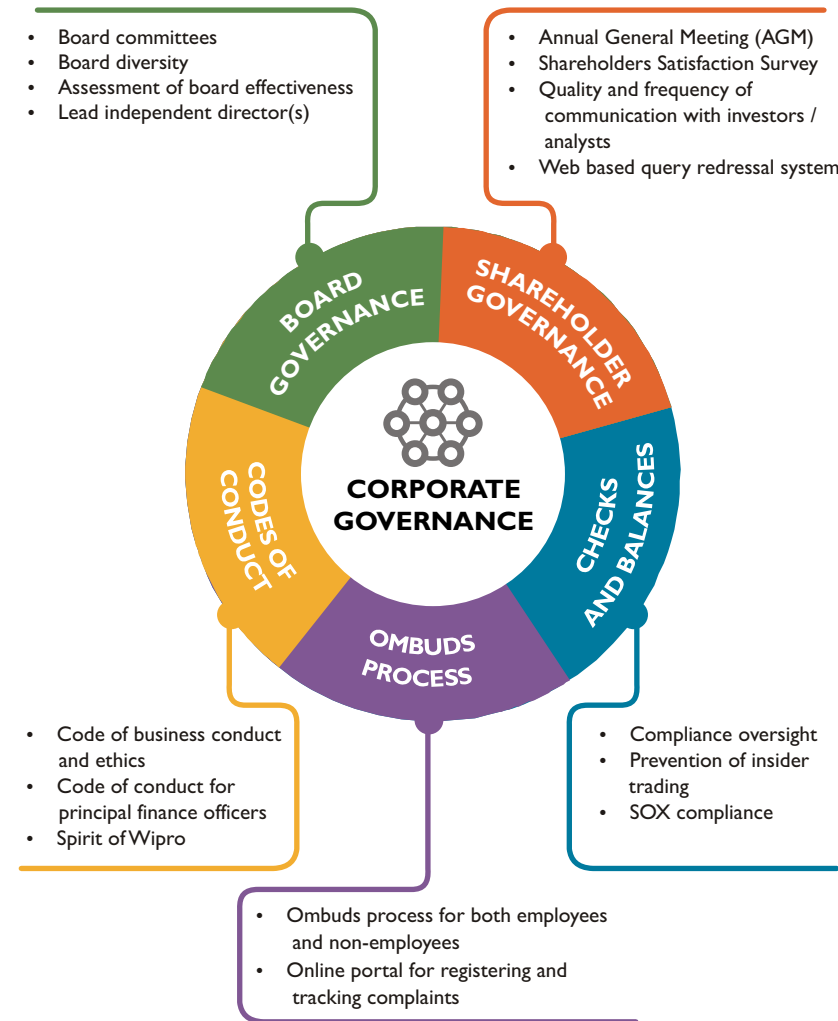 • Board committees
• Board diversity
• Assessment of board effectiveness
• Lead independent director(s)
• Annual General Meeting (AGM)
• Shareholders Satisfaction Survey
• Quality and frequency of
communication with investors /
analysts
• Web based query redressal system
BOARD
GOVERNANCE
SHAREHOLDER
GOVERNANCE
CODES OF
CONDUCT
CORPORATE
GOVERNANCE
CHECKS
AND BALANCES
OMBUDS
PROCESS
• Code of business conduct
and ethics
• Code of conduct for
principal finance officers
• Spirit of Wipro
• Compliance oversight
• Prevention of insider
trading
• SOX compliance
• Ombuds process for both employees
and non-employees
• Online portal for registering and
tracking complaints